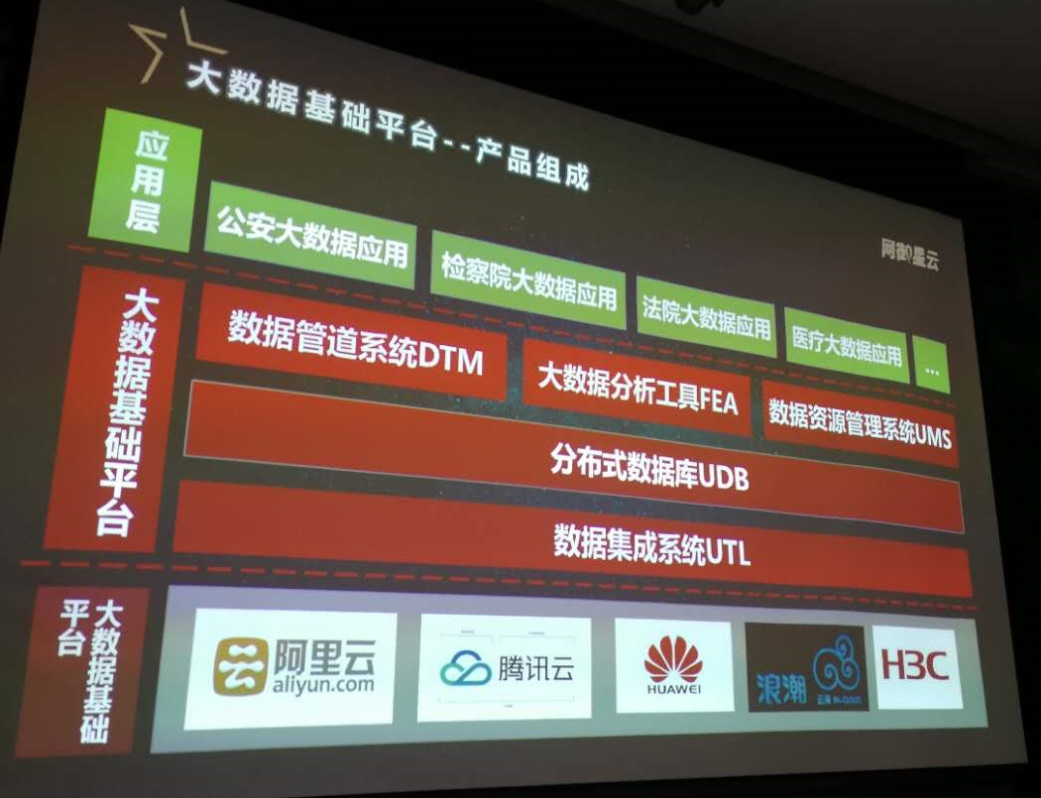 大数据基础平台--产品组成
网御星云
应用层
公安大数据应用
检察院大数据应用
法院大数据应用
医疗大数据应用
...
大数据基础平台
数据管道系统DTM
大数据分析工具FEA
数据资源管理系统UMS
分布式数据库UDB
数据集成系统UTL
大数据基础
平台
阿里云
aliyun.com
腾讯云
HUAWEI
浪潮
H3C